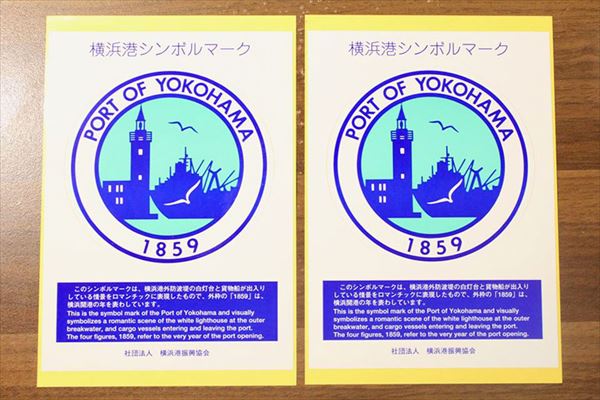 横浜港シンボルマーク
PORT OF YOKOHAMA
1859
このシンボルマークは、横浜港外防波堤の白灯台と貨物船が出入り
している情景をロマンチックに表現したもので、外枠の「1859」は、
横浜開港の年を表わしています。
This is the symbol mark of the Port of Yokohama and visually
symbolizes a romantic scene of the white lighthouse at the outer
breakwater, and cargo vessels entering and leaving the port.
The four figures, 1859, refer to the very year of the port opening.
社団法人 横浜港振興協会
横浜港シンボルマーク
PORT OF YOKOHAMA
1859
このシンボルマークは、横浜港外防波堤の白灯台と貨物船が出入り
している情景をロマンチックに表現したもので、外枠の「1859」は、
横浜開港の年を表わしています。
This is the symbol mark of the Port of Yokohama and visually
symbolizes a romantic scene of the white lighthouse at the outer
breakwater, and cargo vessels entering and leaving the port.
The four figures, 1859, refer to the very year of the port opening.
社団法人 横浜港振興協会